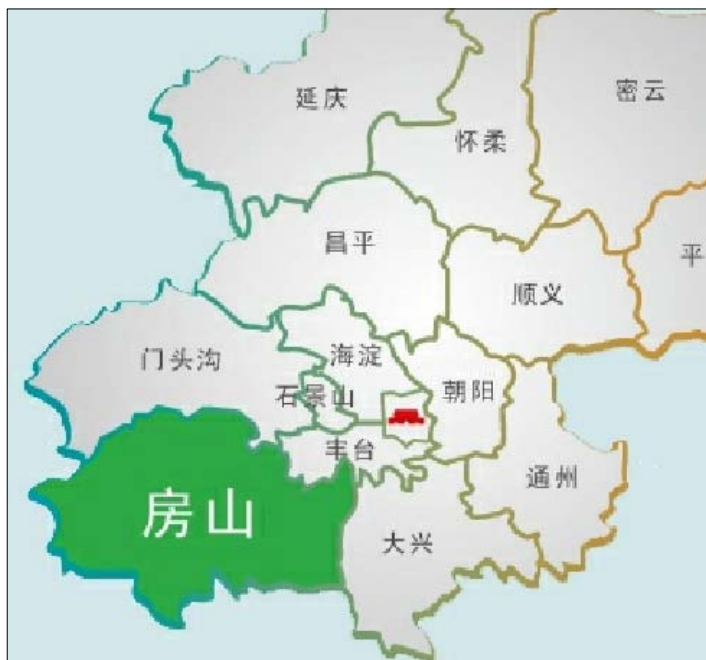 延庆
密云
怀柔
昌平
平
顺义
门头沟
海淀
石景山
朝阳
丰台
通州
房山
大兴